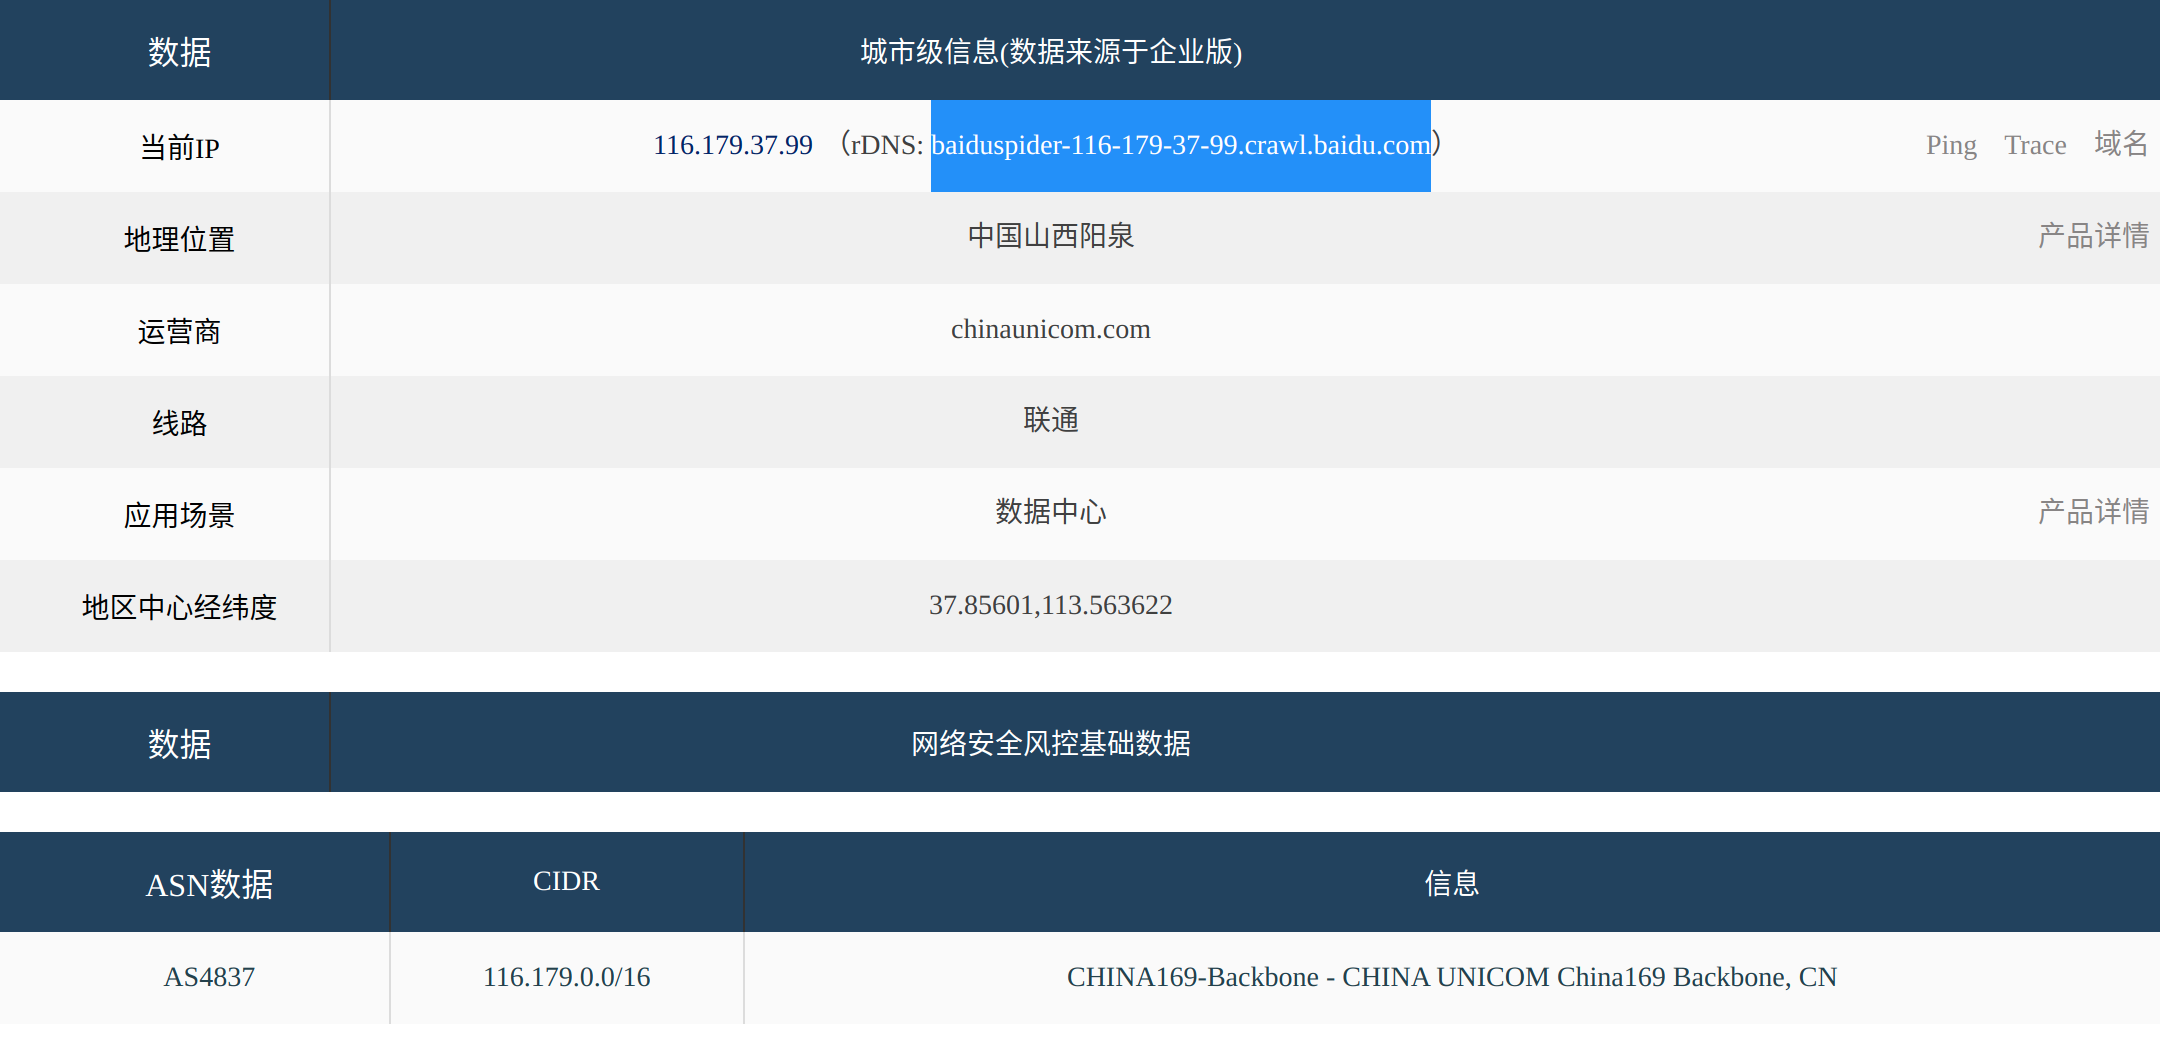 数据 城市级信息(数据来源于企业版)
当前IP 116.179.37.99 （rDNS: baiduspider-116-179-37-99.crawl.baidu.com） Ping Trace 域名
地理位置 中国山西阳泉 产品详情
运营商 chinaunicom.com
线路 联通
应用场景 数据中心 产品详情
地区中心经纬度 37.85601,113.563622
数据 网络安全风控基础数据
ASN数据 CIDR 信息
AS4837 116.179.0.0/16 CHINA169-Backbone - CHINA UNICOM China169 Backbone, CN